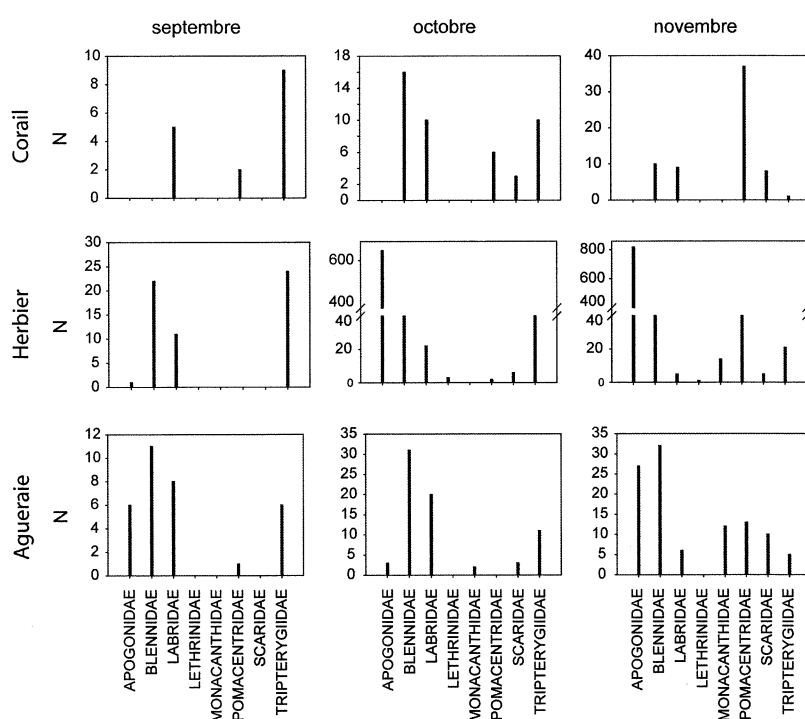 septembre octobre novembre
Corail
N
10
8
6
4
2
0
18
16
14
12
10
8
6
4
2
0
40
30
20
10
0
Herbier
N
30
25
20
15
10
5
0
600
400
40
20
0
800
600
400
40
20
0
Agueraie
N
12
10
8
6
4
2
0
35
30
25
20
15
10
5
0
35
30
25
20
15
10
5
0
APOGONIDAE
BLENNIDAE
LABRIDAE
LETHRINIDAE
MONACANTHIDAE
POMACENTRIDAE
SCARIDAE
TRIPTERYGIIDAE
APOGONIDAE
BLENNIDAE
LABRIDAE
LETHRINIDAE
MONACANTHIDAE
POMACENTRIDAE
SCARIDAE
TRIPTERYGIIDAE
APOGONIDAE
BLENNIDAE
LABRIDAE
LETHRINIDAE
MONACANTHIDAE
POMACENTRIDAE
SCARIDAE
TRIPTERYGIIDAE